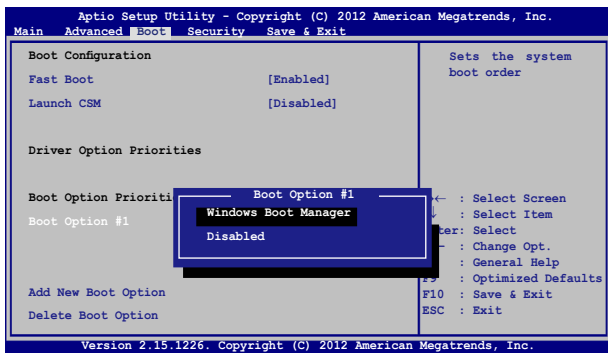 Aptio Setup Utility - Copyright (C) 2012 American Megatrends, Inc.
Main Advanced Boot Security Save & Exit
Boot Configuration
Fast Boot [Enabled]
Launch CSM [Disabled]
Driver Option Priorities
Boot Option Prioriti
Boot Option #1
Boot Option #1
Windows Boot Manager
Disabled
Add New Boot Option
Delete Boot Option
Sets the system
boot order
←  : Select Screen
: Select Item
ter: Select
: Change Opt.
: General Help
F9 : Optimized Defaults
F10 : Save & Exit
ESC : Exit
Version 2.15.1226. Copyright (C) 2012 American Megatrends, Inc.